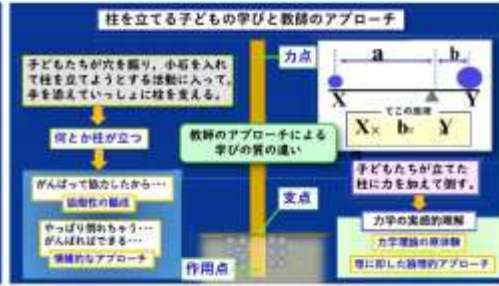 柱を立てる子どもの学びと教師のアプローチ
子どもたちが穴を掘り，小石を入れ
て柱を立てようとする活動に入って，
手を添えていっしょに柱を支える。
何とか柱が立つ
がんばって協力したから・・・
協働性の醸成
やっぱり倒れちゃう・・・
がんばればできる・・・
情緒的なアプローチ
力点
教師のアプローチによる
学びの質の違い
支点
作用点
a
b
X
Y
てこの原理
X× b= Y
子どもたちが立てた
柱に力を加えて倒す。
力学の実感的理解
力学理論の原体験
理に即した論理的アプローチ